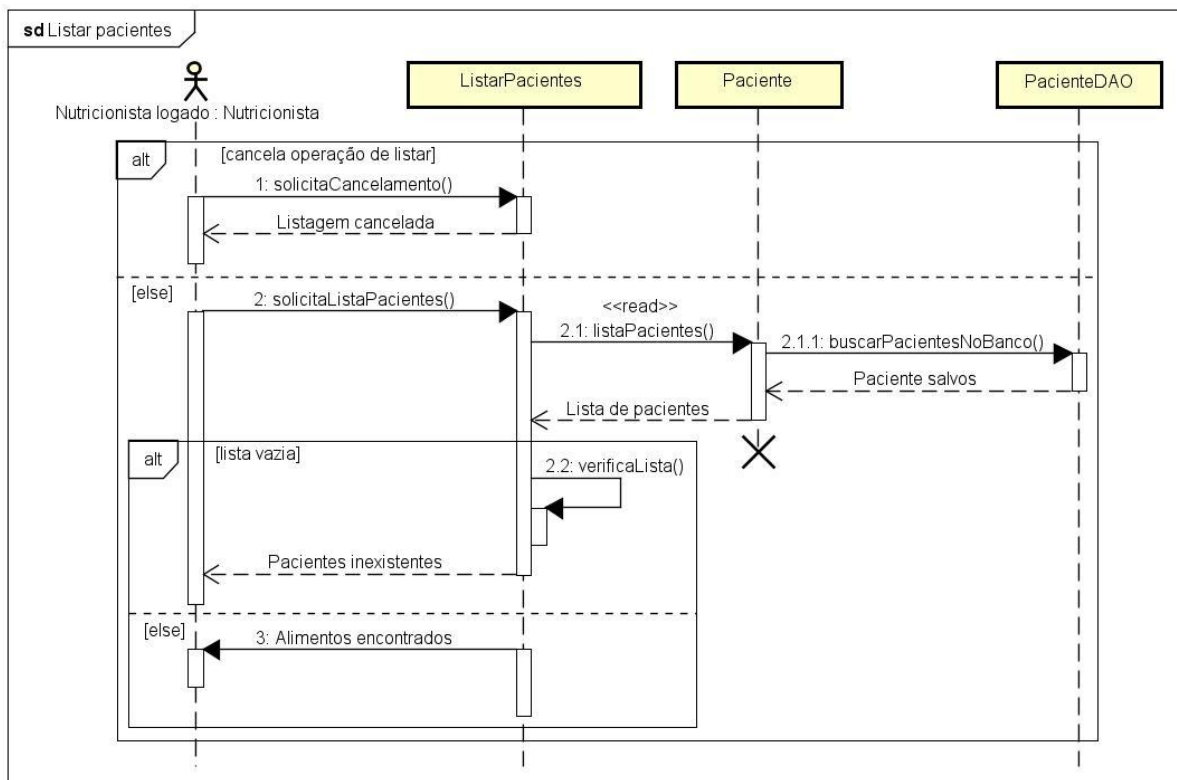 sd Listar pacientes
Nutricionista logado : Nutricionista
ListarPacientes
Paciente
PacienteDAO
alt
[cancela operação de listar]
1: solicitaCancelamento()
Listagem cancelada
[else]
2: solicitaListaPacientes()
<<read>>
2.1: listaPacientes()
2.1.1: buscarPacientesNoBanco()
Paciente salvos
Lista de pacientes
alt
[lista vazia]
2.2: verificaLista()
Pacientes inexistentes
[else]
3: Alimentos encontrados